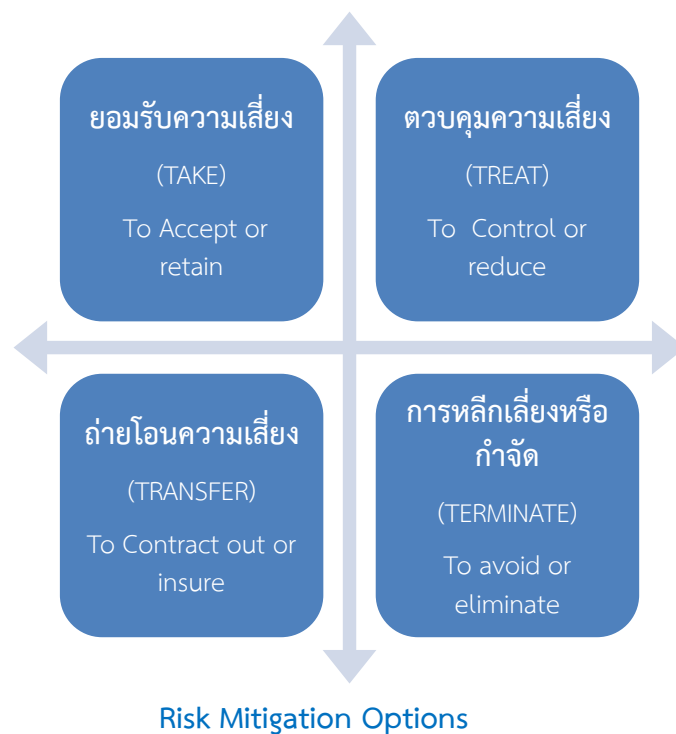 ยอมรับความเสี่ยง
(TAKE)
To Accept or
retain
ตวบคุมความเสี่ยง
(TREAT)
To Control or
reduce
ถ่ายโอนความเสี่ยง
(TRANSFER)
To Contract out or
insure
การหลีกเลี่ยงหรือ
กำจัด
(TERMINATE)
To avoid or
eliminate
Risk Mitigation Options